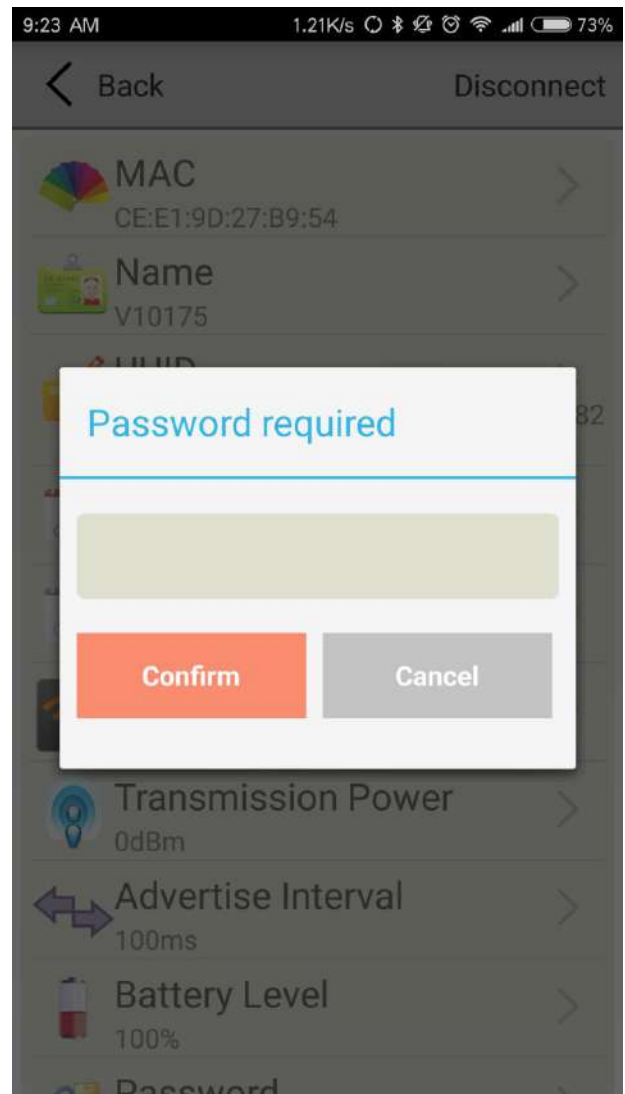 9:23 AM 1.21K/s 73%
Back Disconnect
MAC
CE:E1:9D:27:B9:54
Name
V10175
UUID
82
Password required
Confirm Cancel
Transmission Power
0dBm
Advertise Interval
100ms
Battery Level
100%
Password